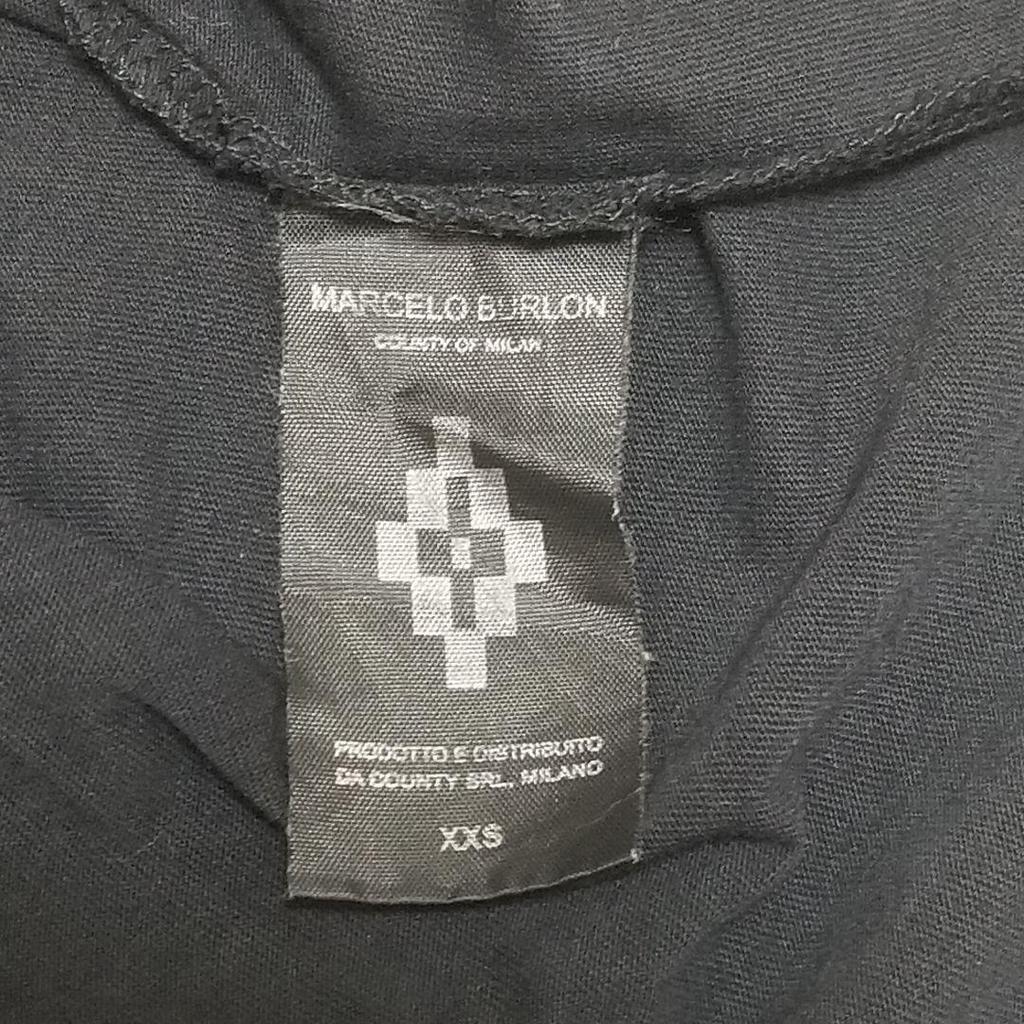 MARCELO BURLON
COUNTY OF MILAN
PRODOTTO E DISTRIBUITO
DA COUNTY SRL., MILANO
XXS